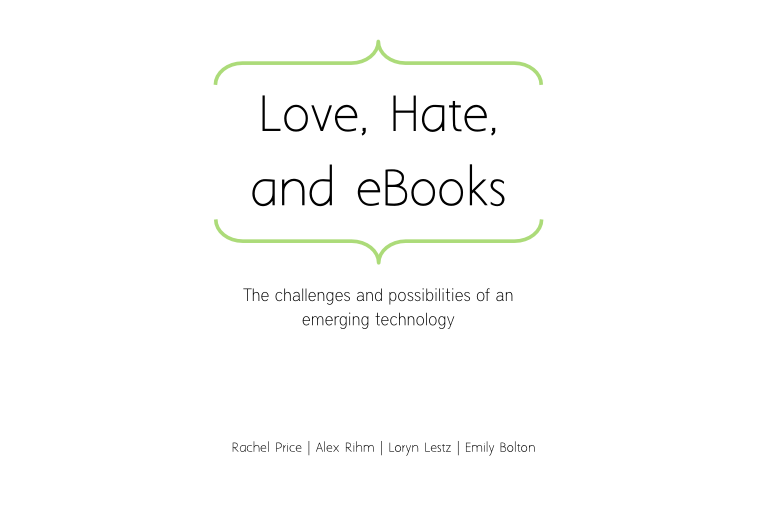 Love, Hate,
and eBooks
The challenges and possibilities of an
emerging technology
Rachel Price | Alex Rihm | Loryn Lestz | Emily Bolton